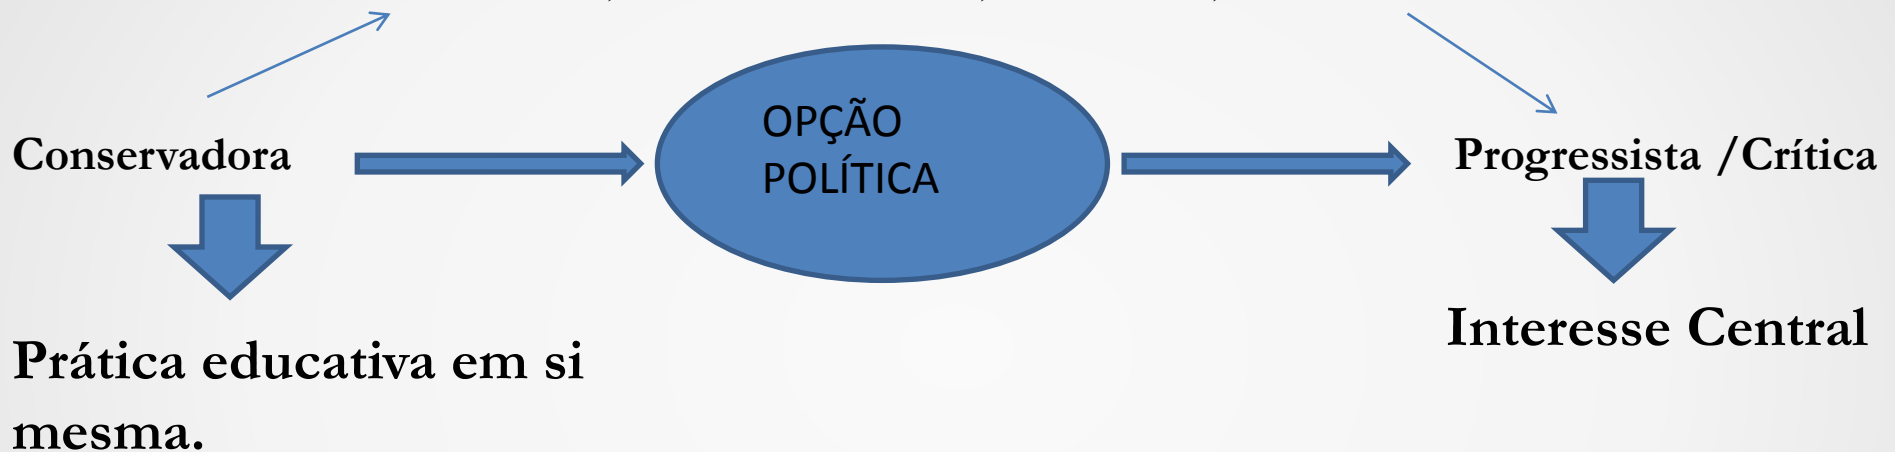 OPÇÃO
POLÍTICA
Conservadora
Progressista /Crítica
Interesse Central
Prática educativa em si
mesma.